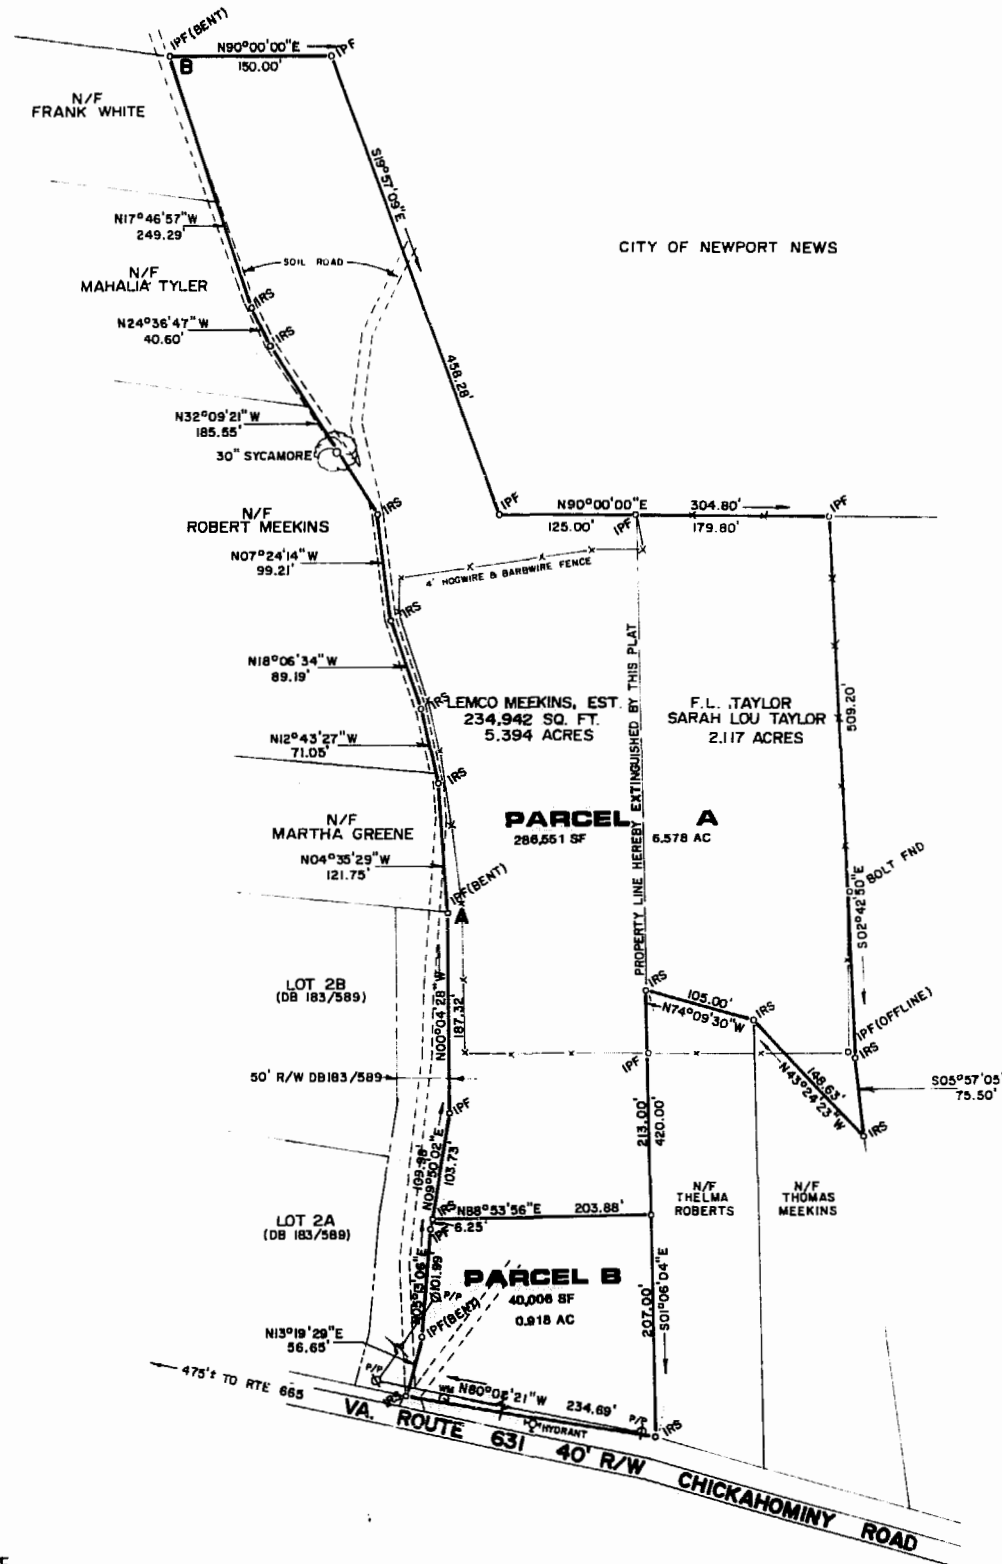 IPF(BENT)
N90°00'00"E
150.00'
IPF
B
N/F
FRANK WHITE
S19°57'09"E
458.28'
CITY OF NEWPORT NEWS
N17°46'57"W
249.29'
SOIL ROAD
N/F
MAHALIA TYLER
IRS
N24°36'47"W
40.60'
IRS
N32°09'21"W
185.55'
30" SYCAMORE
N/F
ROBERT MEEKINS
IRS
IPF
N90°00'00"E
304.80'
IPF
125.00'
IPF
179.80'
N07°24'14"W
99.21'
4' HOGWIRE & BARBWIRE FENCE
IRS
N18°06'34"W
89.19'
IRS
LEMCO MEEKINS, EST.
234,942 SQ. FT.
5.394 ACRES
PROPERTY LINE HEREBY EXTINGUISHED BY THIS PLAT
F.L. TAYLOR
SARAH LOU TAYLOR
2.117 ACRES
509.20'
N12°43'27"W
71.05'
IRS
N/F
MARTHA GREENE
PARCEL A
286,551 SF
6.578 AC
N04°35'29"W
121.75'
IPF(BENT)
A
BOLT FND
S02°42'50"E
LOT 2B
(DB 183/589)
N00°04'28"W
187.32'
IRS
105.00'
N74°09'30"W
IRS
IPF(OFFLINE)
IRS
IPF
50' R/W DB183/589
148.63'
N43°24'23"W
S05°57'05
75.50'
IRS
IPF
109.98'
N09°50'02"E
103.73'
213.00'
420.00'
N/F
THELMA
ROBERTS
N/F
THOMAS
MEEKINS
LOT 2A
(DB 183/589)
IRS
N88°53'56"E
203.88'
6.25'
IPF
101.99'
PARCEL B
40,006 SF
0.918 AC
P/P
IPF(BENT)
207.00'
S01°06'04"E
N13°19'29"E
56.65'
P/P
475'± TO RTE 665
IRS
WM
N80°02'21"W
234.69'
HYDRANT
P/P
IRS
VA. ROUTE 631 40' R/W CHICKAHOMINY ROAD